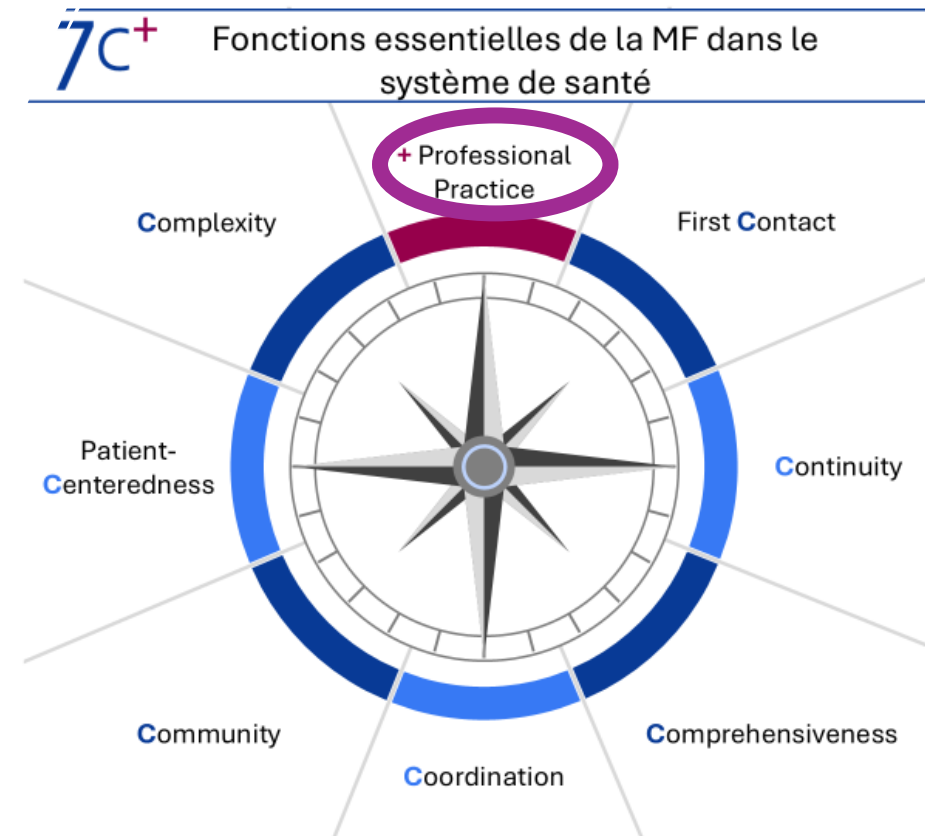 7C+
Fonctions essentielles de la MF dans le
système de santé
+ Professional
Practice
Complexity
First Contact
Patient-
Centeredness
Continuity
Community
Comprehensiveness
Coordination